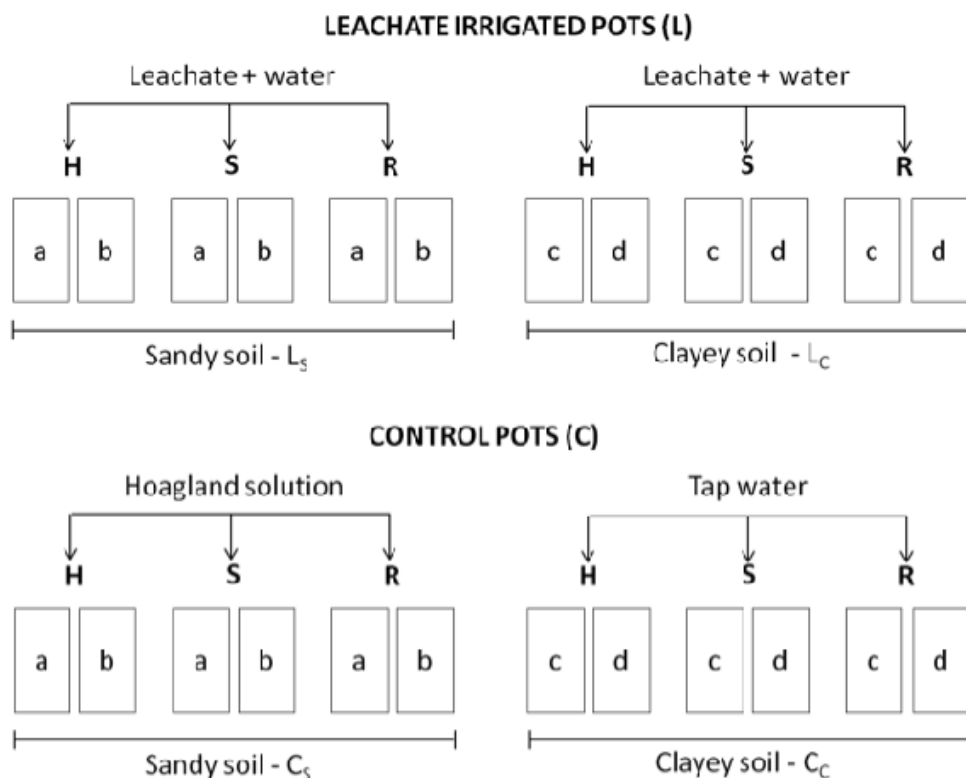 LEACHATE IRRIGATED POTS (L)
Leachate + water Leachate + water
H S R H S R
a b a b a b c d c d c d
Sandy soil - Ls Clayey soil - LC
CONTROL POTS (C)
Hoagland solution Tap water
H S R H S R
a b a b a b c d c d c d
Sandy soil - Cs Clayey soil - CC